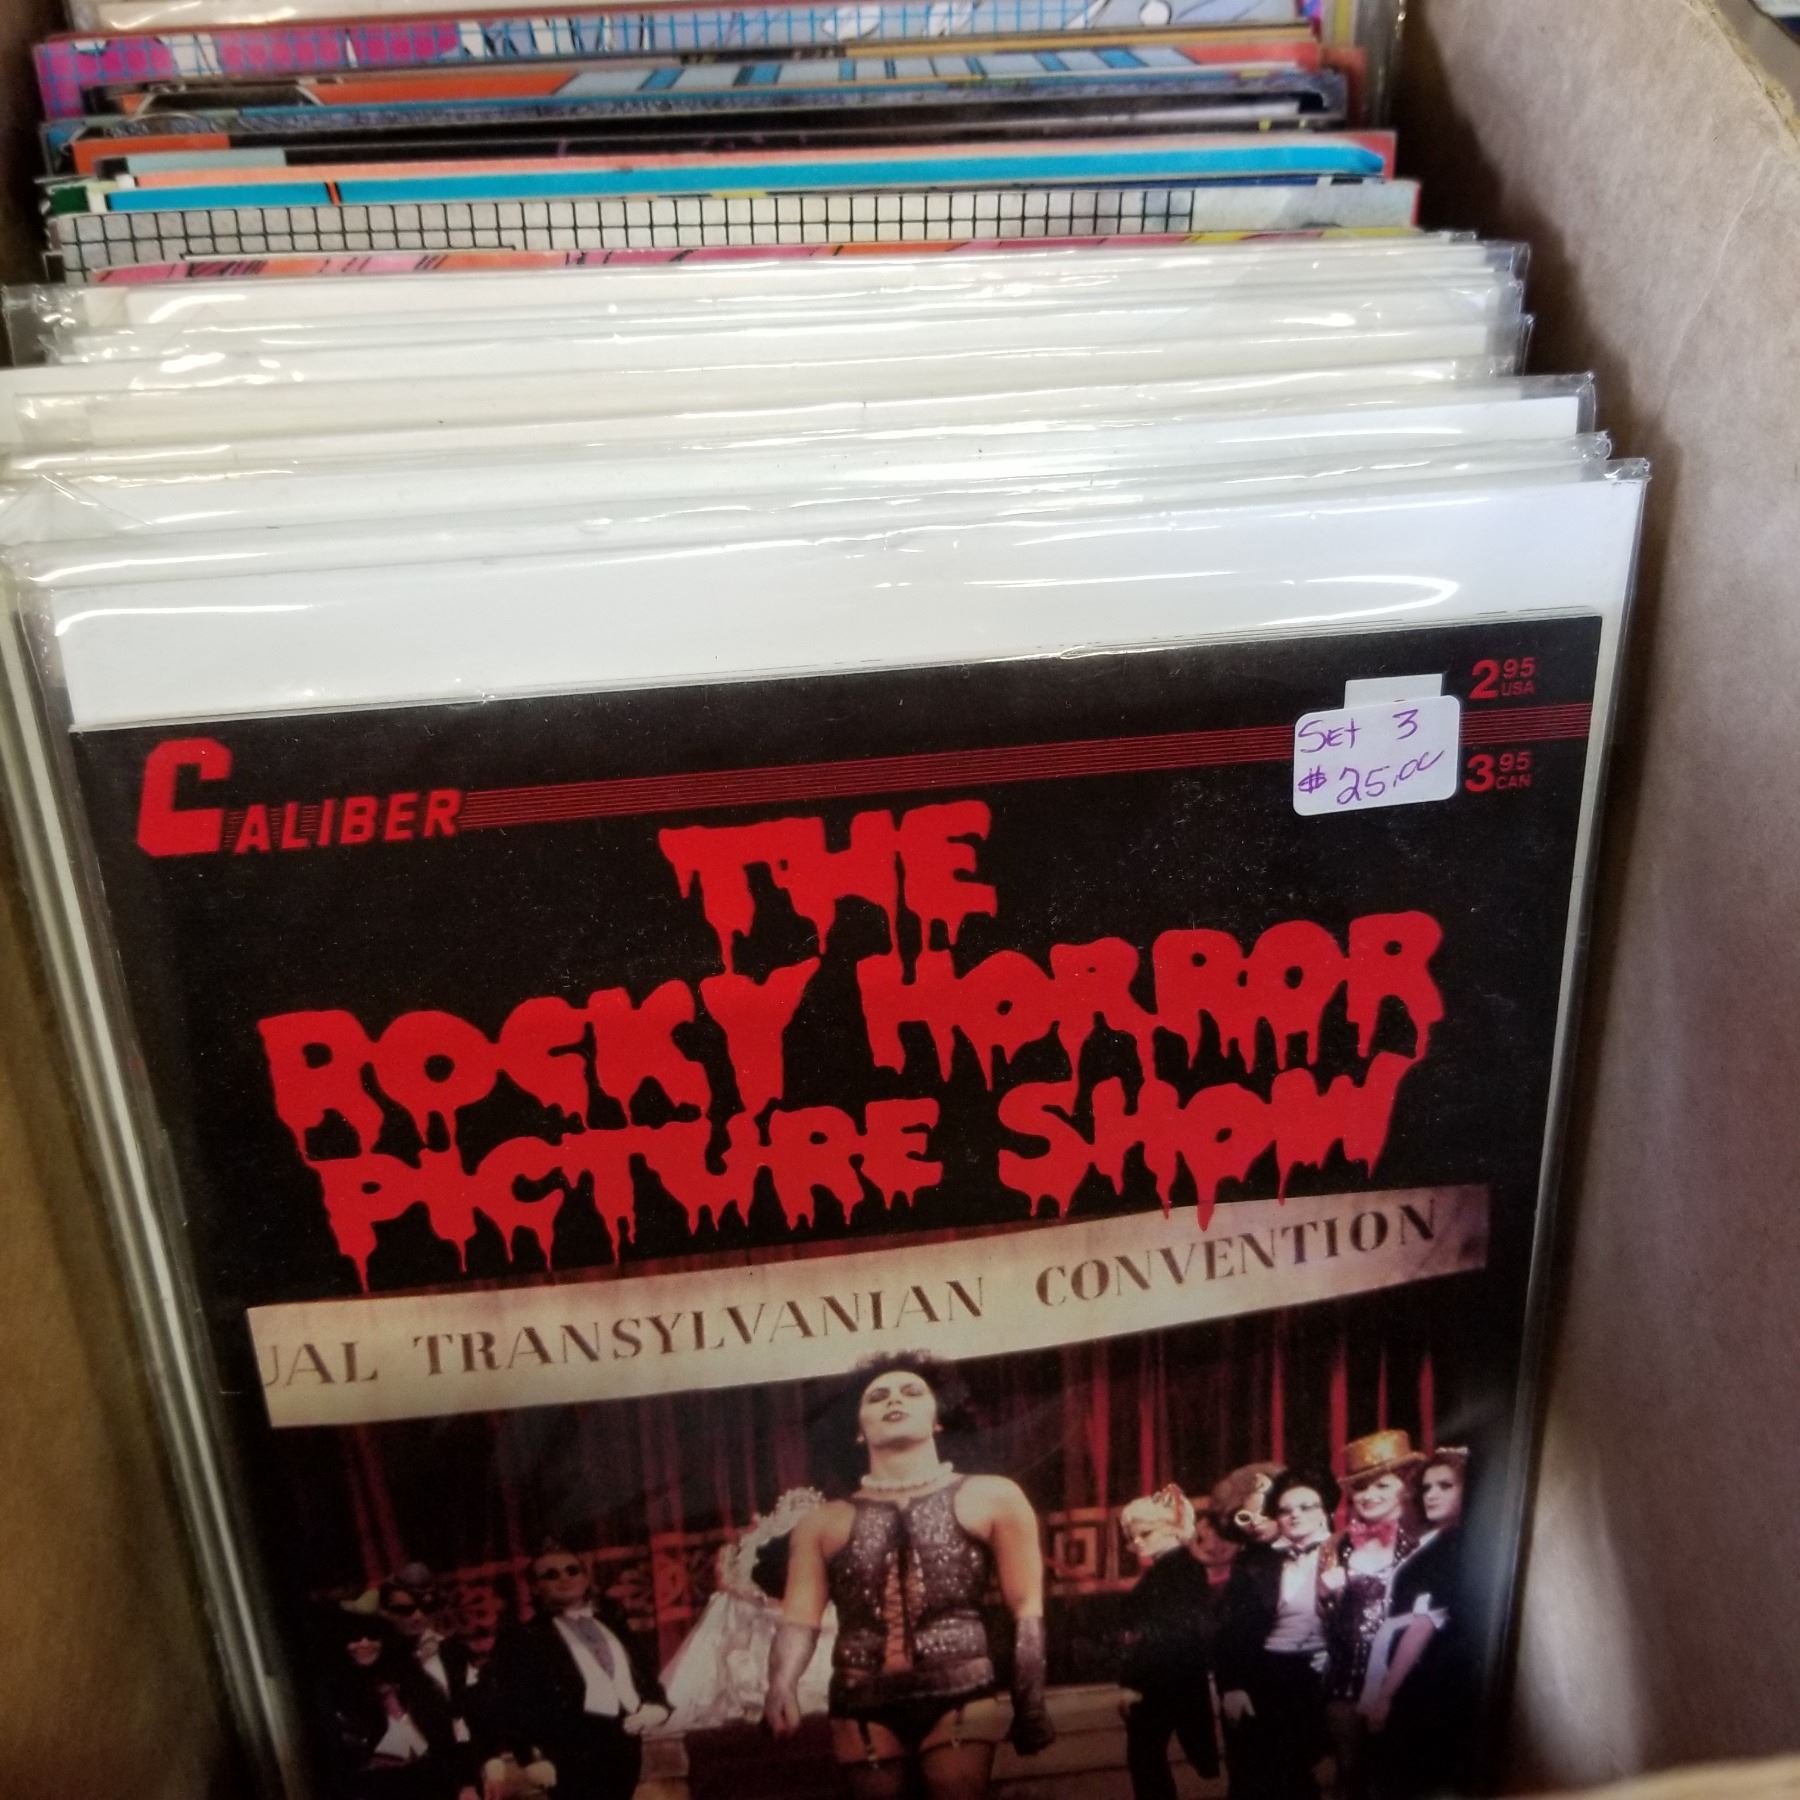 2.95 USA
CALIBER
Set 3
$25.00
3.95 CAN
THE
ROCKY HORROR
PICTURE SHOW
UAL TRANSYLVANIAN CONVENTION